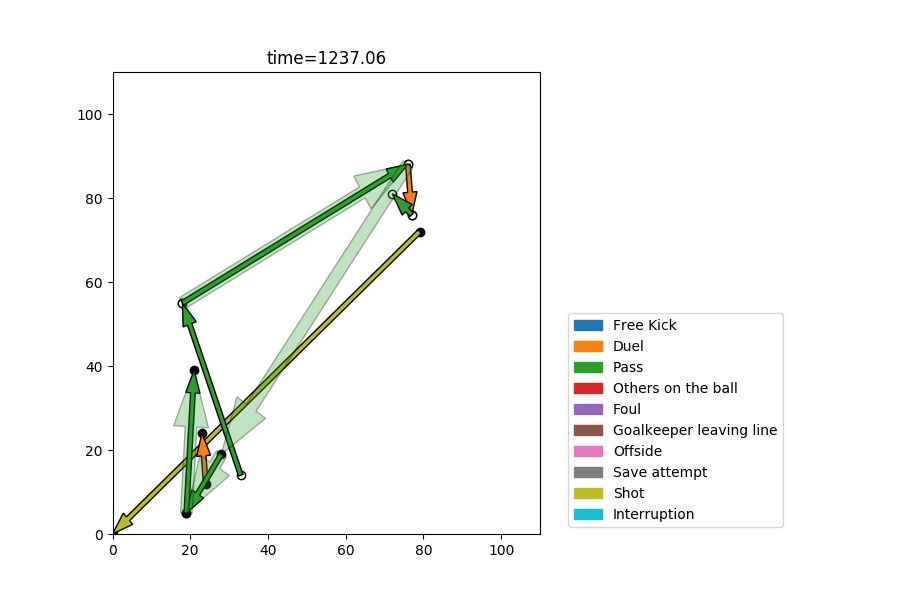 time=1237.06
100
80
60
40
20
0
0 20 40 60 80 100
Free Kick
Duel
Pass
Others on the ball
Foul
Goalkeeper leaving line
Offside
Save attempt
Shot
Interruption